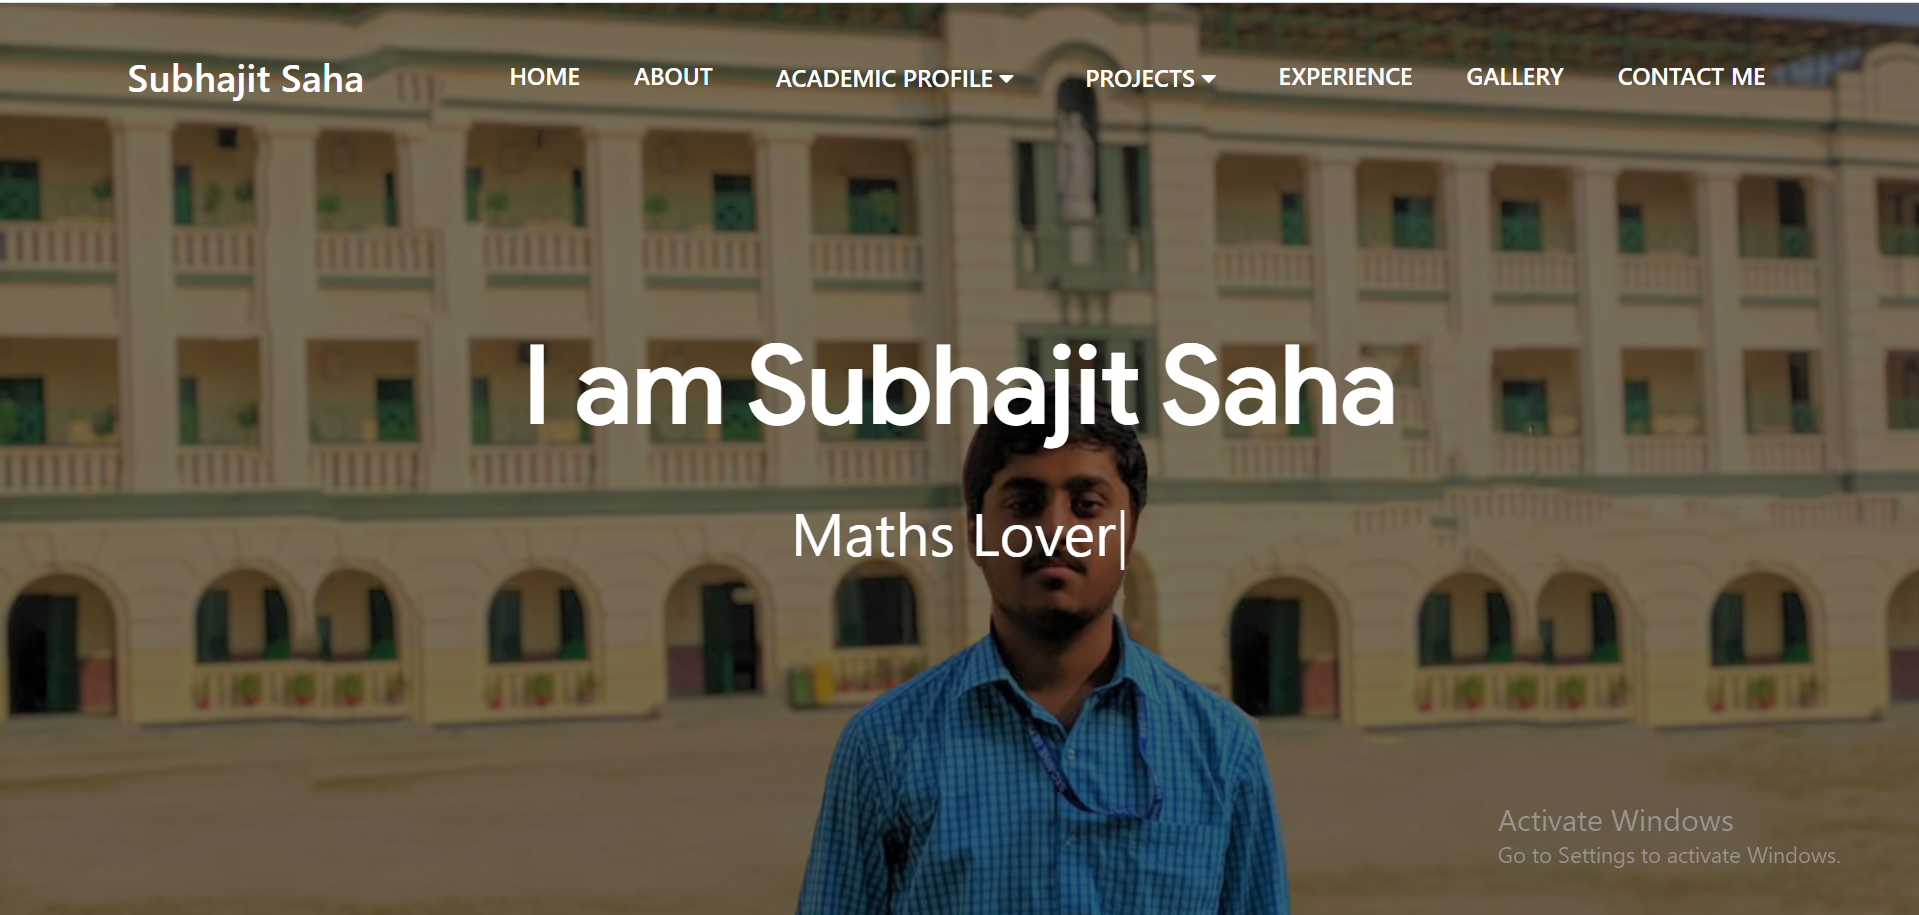 Subhajit Saha
HOME
ABOUT
ACADEMIC PROFILE
PROJECTS
EXPERIENCE
GALLERY
CONTACT ME
I am Subhajit Saha
Maths Lover|
Activate Windows
Go to Settings to activate Windows.